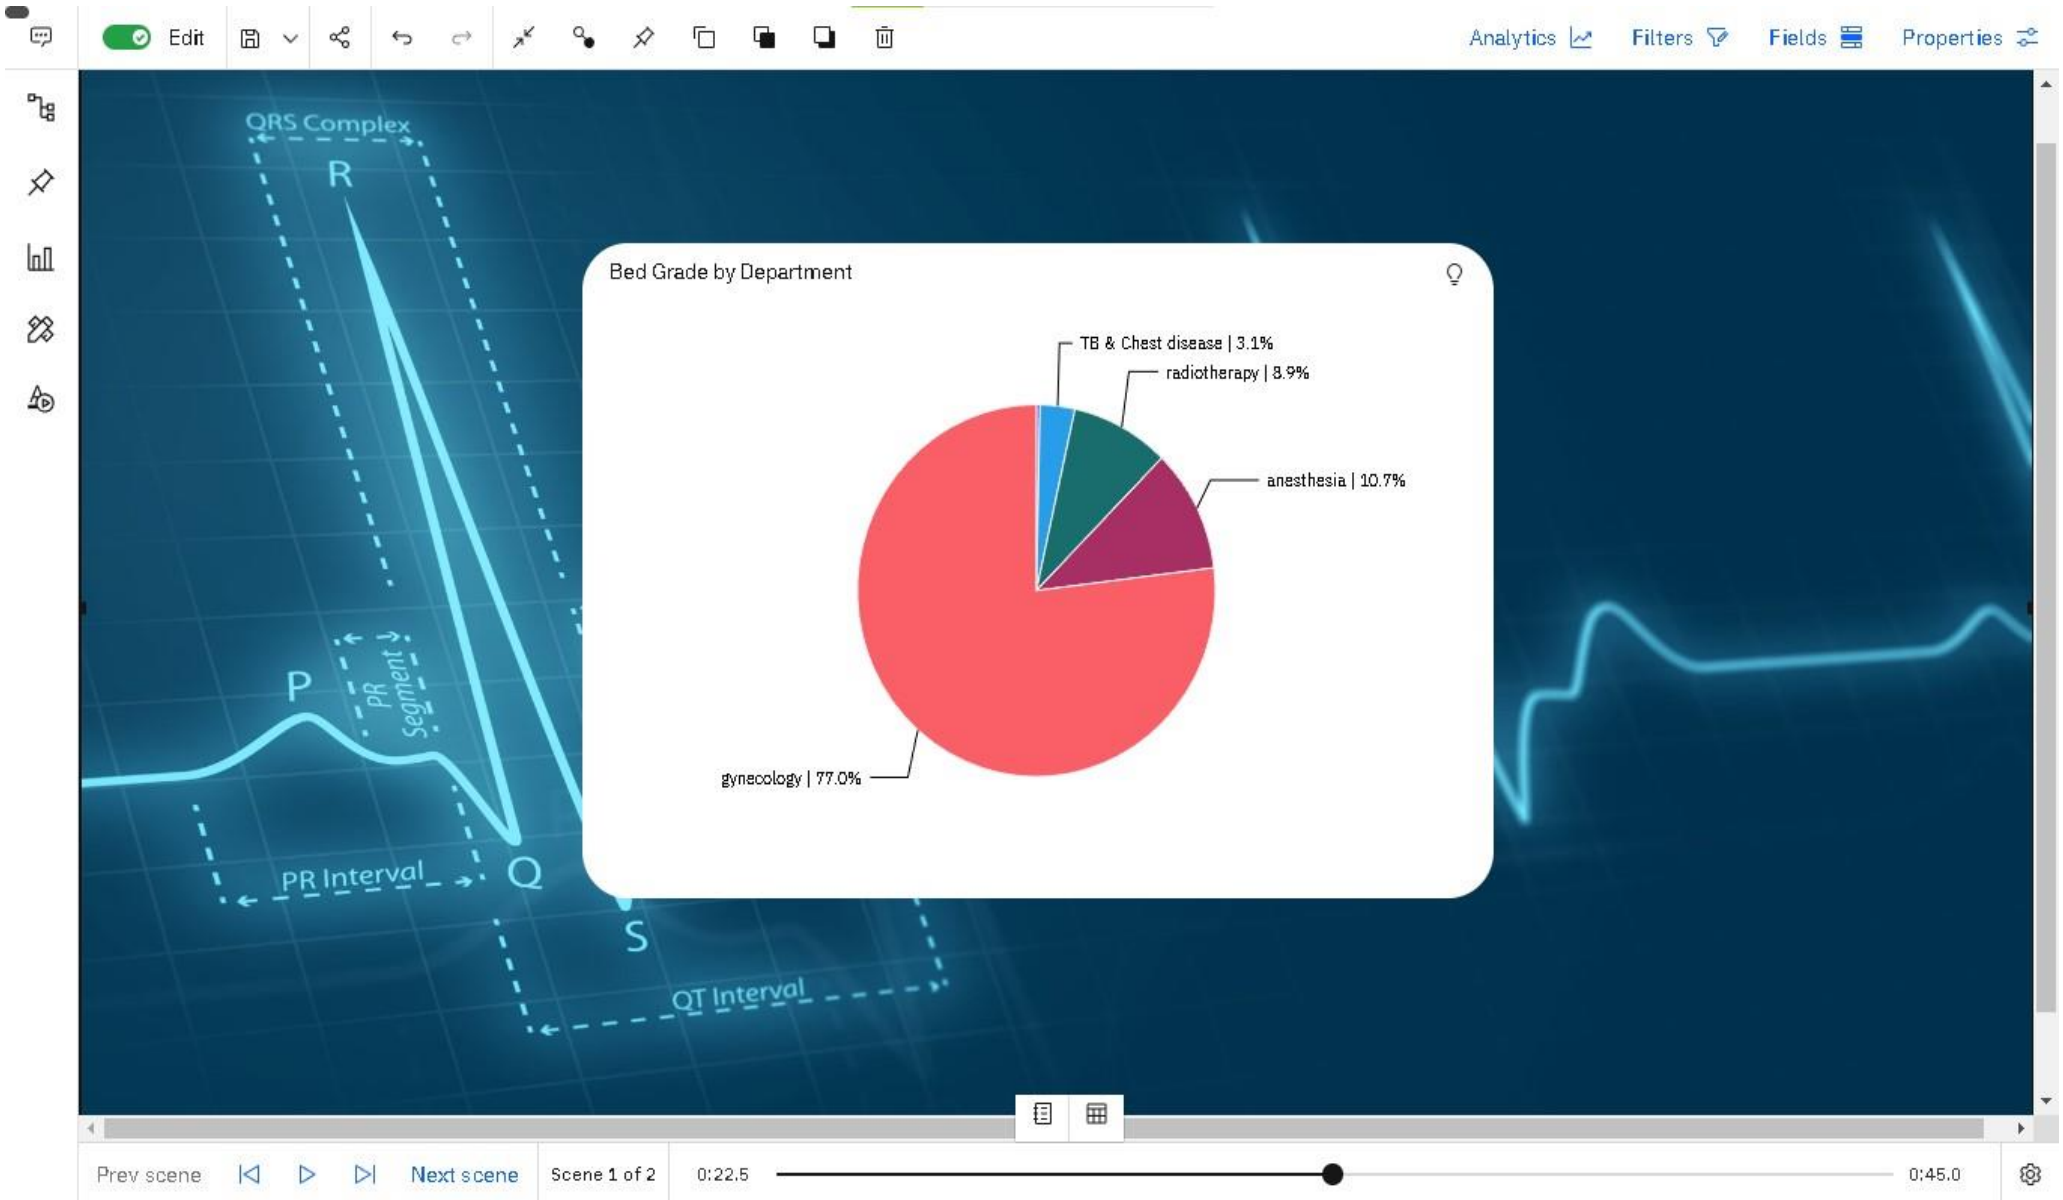 Edit
Analytics
Filters
Fields
Properties
QRS Complex
R
Bed Grade by Department
TB & Chest disease | 3.1%
radiotherapy | 8.9%
anesthesia | 10.7%
gynecology | 77.0%
P
PR
Segment
PR Interval
Q
S
QT Interval
Prev scene
Next scene
Scene 1 of 2
0:22.5
0:45.0